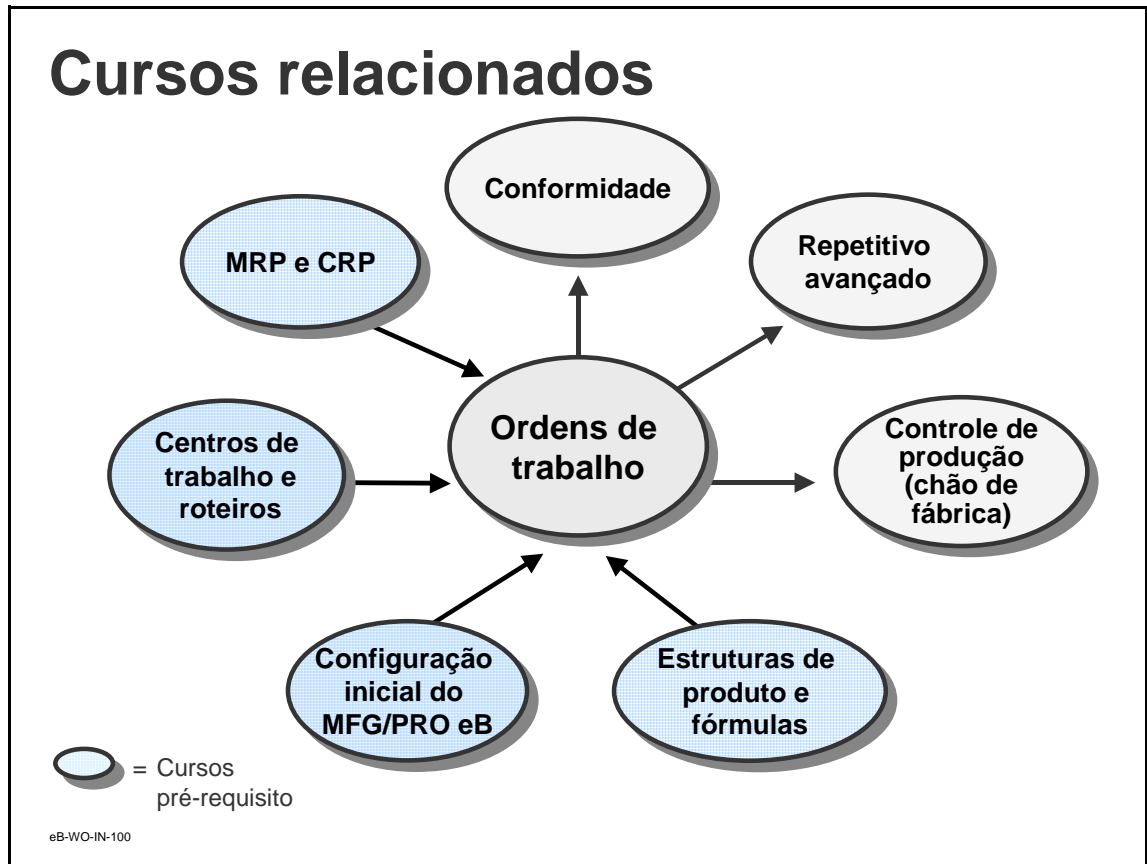 Cursos relacionados
Conformidade
MRP e CRP
Repetitivo
avançado
Centros de
trabalho e
roteiros
Ordens de
trabalho
Controle de
produção
(chão de
fábrica)
Configuração
inicial do
MFG/PRO eB
Estruturas de
produto e
fórmulas
= Cursos
pré-requisito
eB-WO-IN-100